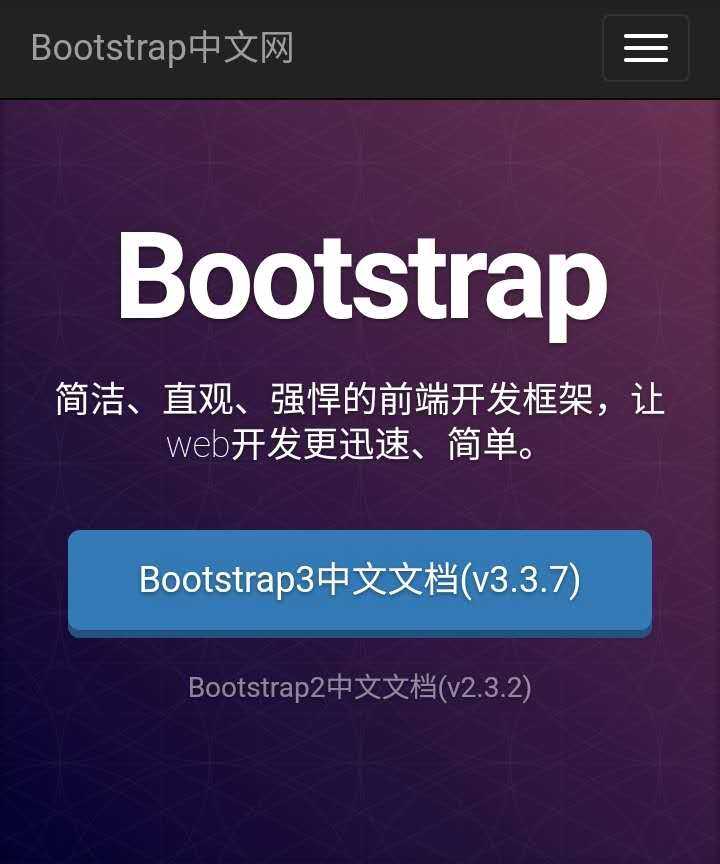 Bootstrap中文网
Bootstrap
简洁、直观、强悍的前端开发框架，让
web开发更迅速、简单。
Bootstrap3中文文档(v3.3.7)
Bootstrap2中文文档(v2.3.2)